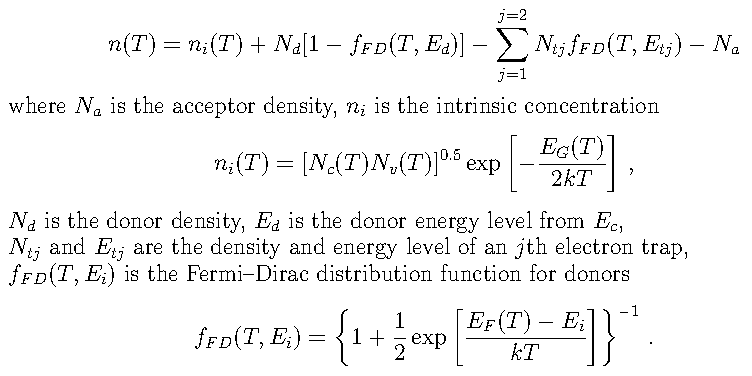 n(T) = n_i(T) + N_d[1 − f_{FD}(T, E_d)] − \sum_{j=1}^{j=2} N_{tj} f_{FD}(T, E_{tj}) − N_a
where N_a is the acceptor density, n_i is the intrinsic concentration
n_i(T) = [N_c(T)N_v(T)]^{0.5} exp [−\frac{E_G(T)}{2kT}] ,
N_d is the donor density, E_d is the donor energy level from E_c,
N_{tj} and E_{tj} are the density and energy level of an jth electron trap,
f_{FD}(T, E_i) is the Fermi–Dirac distribution function for donors
f_{FD}(T, E_i) = {1 + \frac{1}{2} exp [\frac{E_F(T) − E_i}{kT}]}^{−1} .